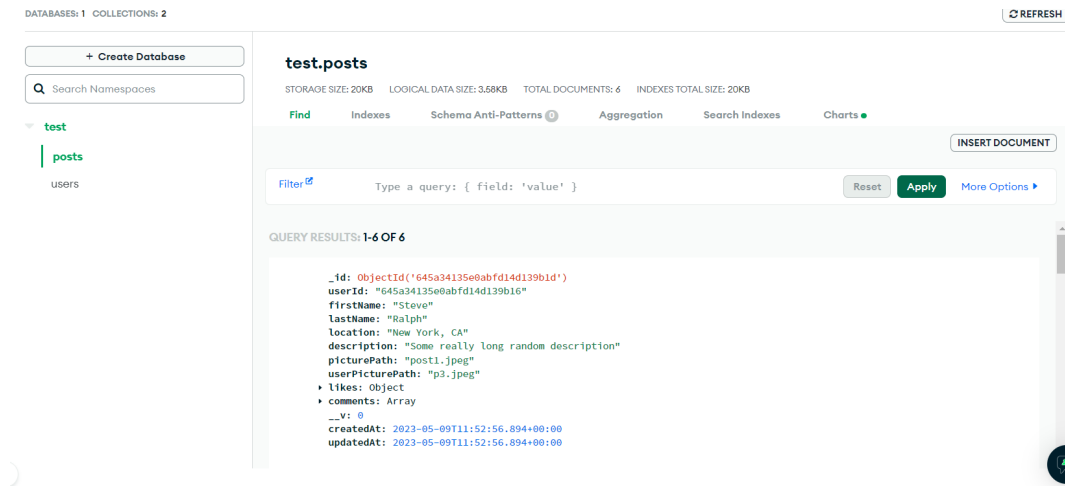 DATABASES: 1 COLLECTIONS: 2
REFRESH
+ Create Database
Search Namespaces
test
posts
users
test.posts
STORAGE SIZE: 20KB LOGICAL DATA SIZE: 3.58KB TOTAL DOCUMENTS: 6 INDEXES TOTAL SIZE: 20KB
Find Indexes Schema Anti-Patterns 0 Aggregation Search Indexes Charts
INSERT DOCUMENT
Filter Type a query: { field: 'value' } Reset Apply More Options
QUERY RESULTS: 1-6 OF 6
_id: ObjectId('645a34135e0abfd14d139b1d')
userId: "645a34135e0abfd14d139b16"
firstName: "Steve"
lastName: "Ralph"
location: "New York, CA"
description: "Some really long random description"
picturePath: "post1.jpeg"
userPicturePath: "p3.jpeg"
likes: Object
comments: Array
__v: 0
createdAt: 2023-05-09T11:52:56.894+00:00
updatedAt: 2023-05-09T11:52:56.894+00:00